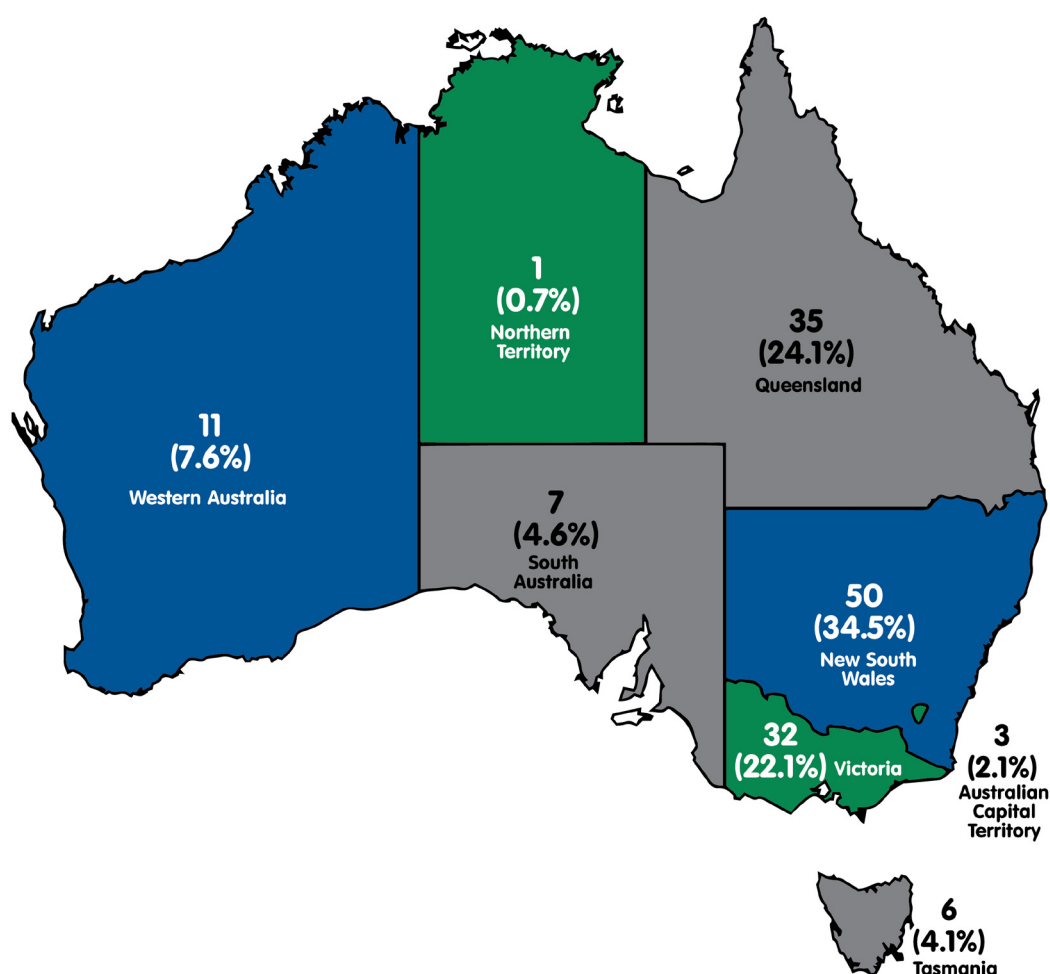 1
(0.7%)
Northern
Territory
35
(24.1%)
Queensland
11
(7.6%)
Western Australia
7
(4.6%)
South
Australia
50
(34.5%)
New South
Wales
32
(22.1%) Victoria
3
(2.1%)
Australian
Capital
Territory
6
(4.1%)
Tasmania